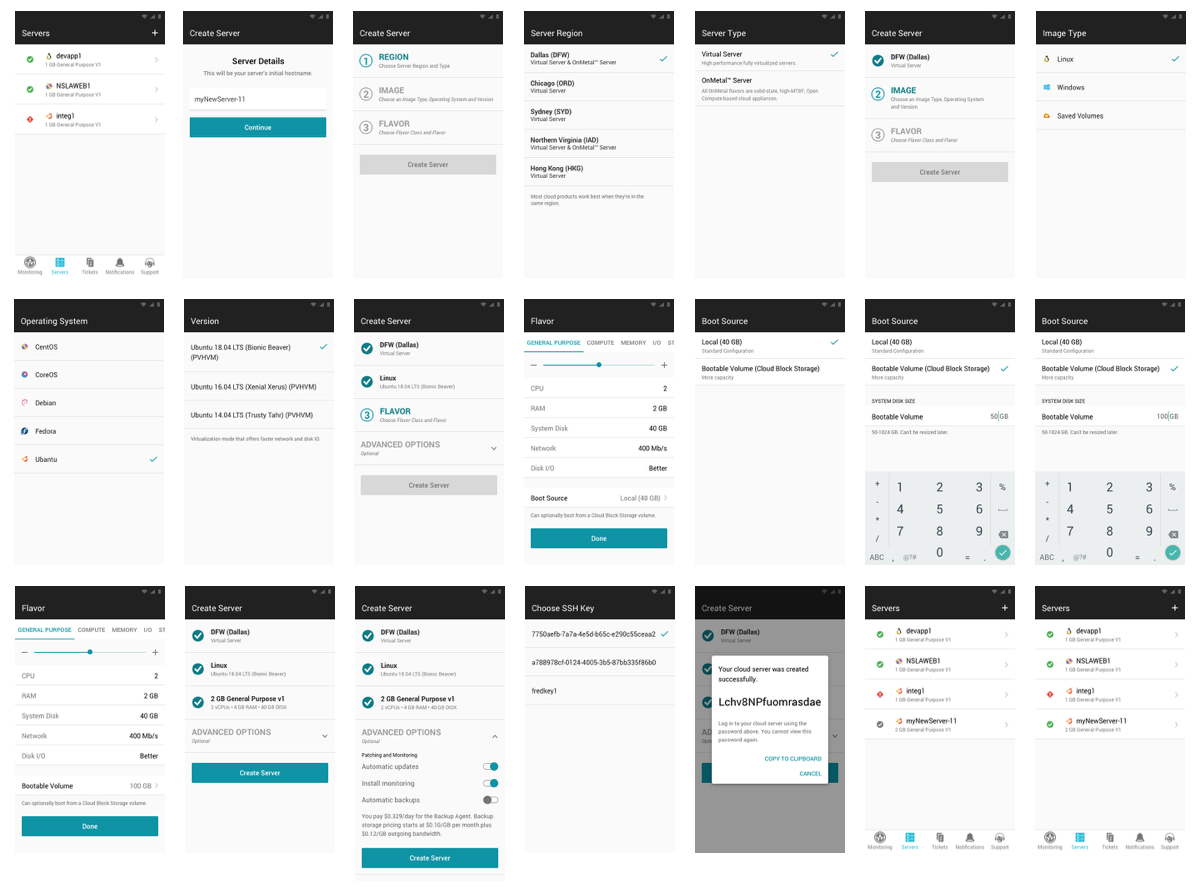 Servers
+
devapp1
1 GB General Purpose V1
NSLAWEB1
1 GB General Purpose V1
integ1
1 GB General Purpose V1
Monitoring
Servers
Tickets
Notifications
Support
Create Server
Server Details
This will be your server's initial hostname.
myNewServer-11
Continue
Create Server
1
REGION
Choose Server Region and Type
2
IMAGE
Choose an Image Type, Operating System and Version
3
FLAVOR
Choose Flavor Class and Flavor
Create Server
Server Region
Dallas (DFW)
Virtual Server & OnMetal™ Server
Chicago (ORD)
Virtual Server
Sydney (SYD)
Virtual Server
Northern Virginia (IAD)
Virtual Server & OnMetal™ Server
Hong Kong (HKG)
Virtual Server
Most cloud products work best when they're in the
same region.
Server Type
Virtual Server
High performance fully virtualized servers.
OnMetal™ Server
All OnMetal flavors are solid-state, high-MTBF, Open
Compute-based cloud appliances.
Create Server
DFW (Dallas)
Virtual Server
2
IMAGE
Choose an Image Type, Operating System
and Version
3
FLAVOR
Choose Flavor Class and Flavor
Create Server
Image Type
Linux
Windows
Saved Volumes
Operating System
CentOS
CoreOS
Debian
Fedora
Ubantu
Version
Ubuntu 18.04 LTS (Bionic Beaver)
(PVHVM)
Ubuntu 16.04 LTS (Xenial Xerus) (PVHVM)
Ubuntu 14.04 LTS (Trusty Tahr) (PVHVM)
Virtualization mode that offers faster network and disk IO.
Create Server
DFW (Dallas)
Virtual Server
Linux
Ubuntu 18.04 LTS (Bionic Beaver)
3
FLAVOR
Choose Flavor Class and Flavor
ADVANCED OPTIONS
Optional
Create Server
Flavor
GENERAL PURPOSE COMPUTE MEMORY I/O ST
CPU 2
RAM 2 GB
System Disk 40 GB
Network 400 Mb/s
Disk I/O Better
Boot Source Local (40 GB)
Can optionally boot from a Cloud Block Storage volume.
Done
Boot Source
Local (40 GB)
Standard Configuration
Bootable Volume (Cloud Block Storage)
More capacity
Boot Source
Local (40 GB)
Standard Configuration
Bootable Volume (Cloud Block Storage)
More capacity
SYSTEM DISK SIZE
Bootable Volume 50 GB
50-1024 GB. Can't be resized later.
+ 1 2 3 %
- 4 5 6
* 7 8 9
/
ABC , @?# 0 = .
Boot Source
Local (40 GB)
Standard Configuration
Bootable Volume (Cloud Block Storage)
More capacity
SYSTEM DISK SIZE
Bootable Volume 100 GB
50-1024 GB. Can't be resized later.
+ 1 2 3 %
- 4 5 6
* 7 8 9
/
ABC , @?# 0 = .
Flavor
GENERAL PURPOSE COMPUTE MEMORY I/O ST
CPU 2
RAM 2 GB
System Disk 40 GB
Network 400 Mb/s
Disk I/O Better
Bootable Volume 100 GB
Can optionally boot from a Cloud Block Storage volume.
Done
Create Server
DFW (Dallas)
Virtual Server
Linux
Ubuntu 18.04 LTS (Bionic Beaver)
2 GB General Purpose v1
2 vCPUs • 4 GB RAM • 40 GB DISK
ADVANCED OPTIONS
Optional
Create Server
Create Server
DFW (Dallas)
Virtual Server
Linux
Ubuntu 18.04 LTS (Bionic Beaver)
2 GB General Purpose v1
2 vCPUs • 4 GB RAM • 40 GB DISK
ADVANCED OPTIONS
Optional
Patching and Monitoring
Automatic updates
Install monitoring
Automatic backups
You pay $0.329/day for the Backup Agent. Backup
storage pricing starts at $0.10/GB per month plus
$0.12/GB outgoing bandwidth.
Create Server
Choose SSH Key
7750aefb-7a7a-4e5d-b65c-e290c55ceaa2
a788978cf-0124-4005-3b5-87bb335f86b0
fredkey1
Create Server
DFW (Dallas)
Virtual Server
Your cloud server was created
successfully.
Lchv8NPfuomrasdae
Log in to your cloud server using the
password above. You cannot view this
password again.
COPY TO CLIPBOARD
CANCEL
Servers
+
devapp1
1 GB General Purpose V1
NSLAWEB1
1 GB General Purpose V1
integ1
1 GB General Purpose V1
myNewServer-11
2 GB General Purpose V1
Monitoring
Servers
Tickets
Notifications
Support
Servers
+
devapp1
1 GB General Purpose V1
NSLAWEB1
1 GB General Purpose V1
integ1
1 GB General Purpose V1
myNewServer-11
2 GB General Purpose V1
Monitoring
Servers
Tickets
Notifications
Support